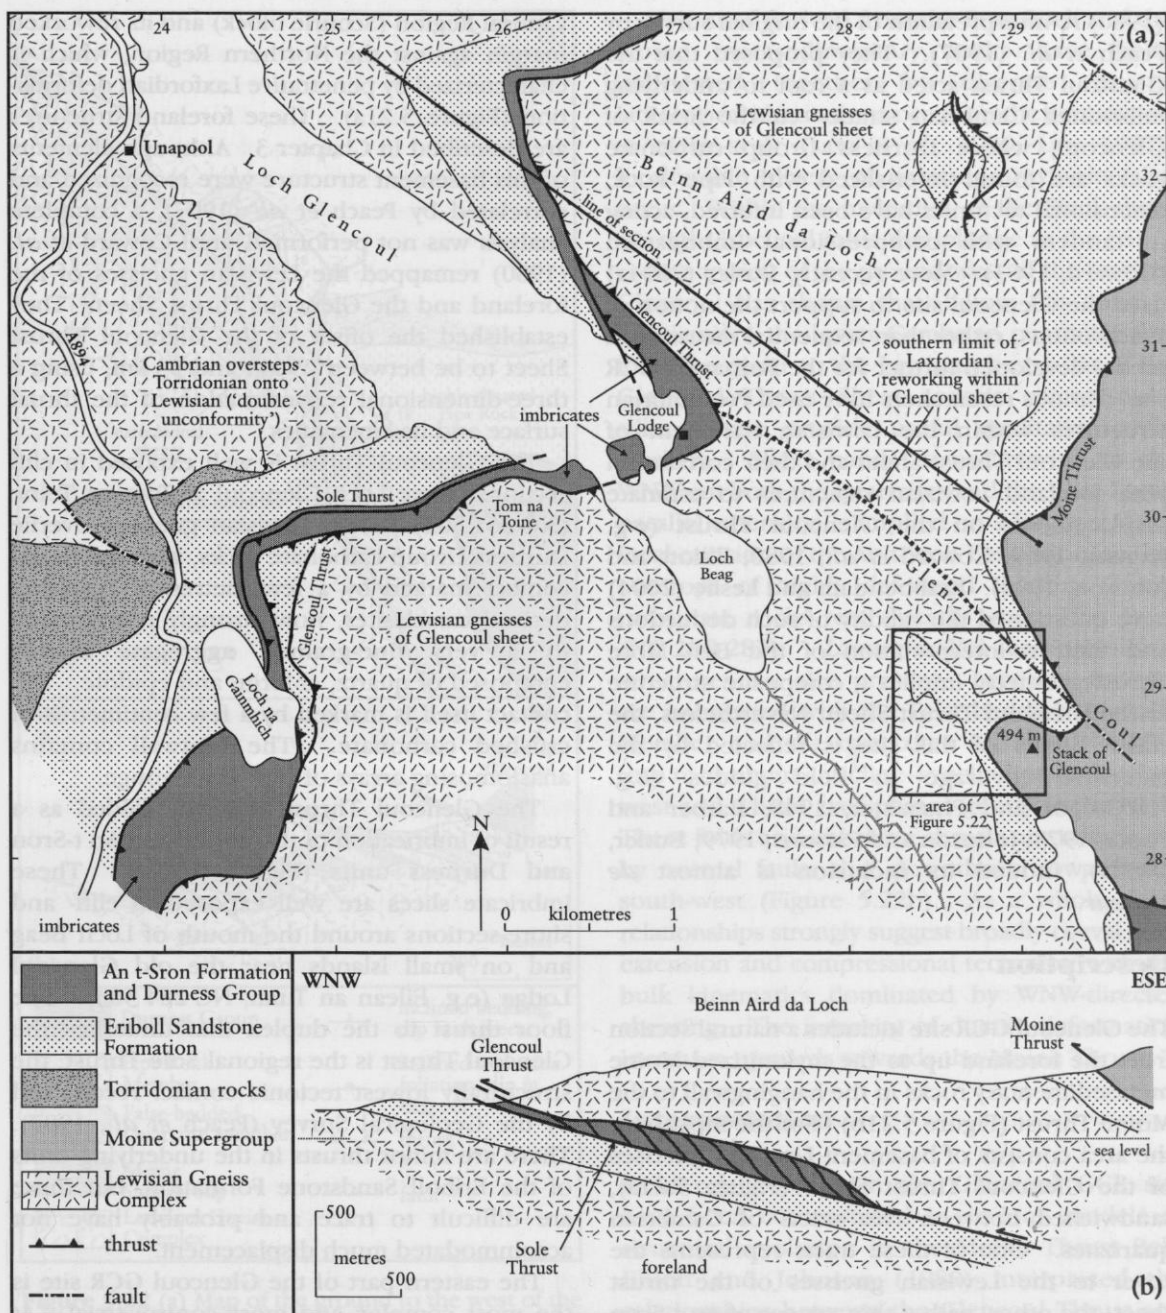 24
25
26
27
28
29
(a)
Unapool
Loch Glencoul
A894
Lewisian gneisses
of Glencoul sheet
Beinn Aird da Loch
line of section
32
31
30
29
28
Cambrian oversteps
Torridonian onto
Lewisian ('double
unconformity')
Glencoul Thrust
southern limit of
Laxfordian
reworking within
Glencoul sheet
imbricates
Glencoul
Lodge
Moine Thrust
Sole Thurst
Tom na
Toine
Loch
Beag
Glen Coul
Glencoul Thrust
Lewisian gneisses
of Glencoul sheet
Loch na
Gainmhich
494 m
Stack of
Glencoul
area of
Figure 5.22
N
0 kilometres 1
imbricates
An t-Sron Formation
and Durness Group
Eriboll Sandstone
Formation
Torridonian rocks
Moine Supergroup
Lewisian Gneiss
Complex
thrust
fault
WNW
ESE
Beinn Aird da Loch
Glencoul
Thrust
Moine
Thrust
sea level
500
metres
500
Sole
Thrust
foreland
(b)